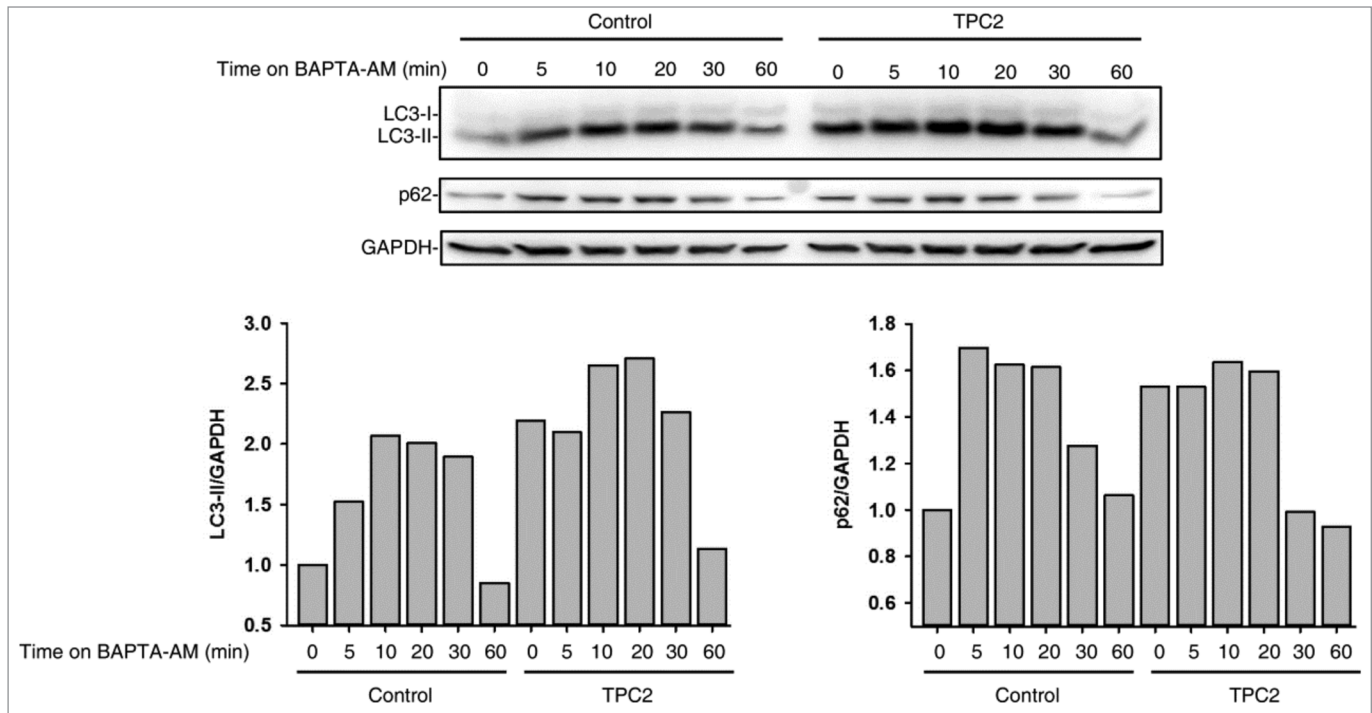 Control TPC2
Time on BAPTA-AM (min) 0 5 10 20 30 60 0 5 10 20 30 60
LC3-I-
LC3-II-
p62-
GAPDH-
LC3-II/GAPDH
3.0
2.5
2.0
1.5
1.0
0.5
Time on BAPTA-AM (min) 0 5 10 20 30 60 0 5 10 20 30 60
Control TPC2
p62/GAPDH
1.8
1.6
1.4
1.2
1.0
0.8
0.6
0 5 10 20 30 60 0 5 10 20 30 60
Control TPC2